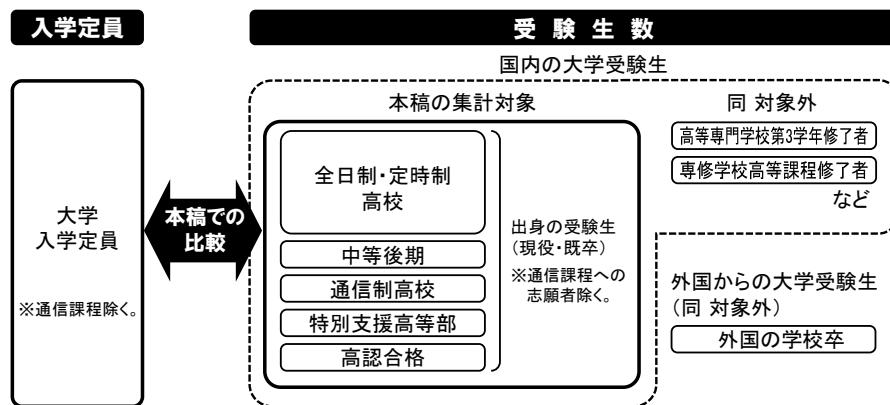 入学定員
受験生数
国内の大学受験生
本稿の集計対象
同 対象外
高等専門学校第3学年修了者
専修学校高等課程修了者
など
全日制・定時制
高校
大学
入学定員
※通信課程除く。
本稿での
比較
中等後期
通信制高校
特別支援高等部
高認合格
出身の受験生
(現役・既卒)
※通信課程への
志願者除く。
外国からの大学受験生
(同 対象外)
外国の学校卒